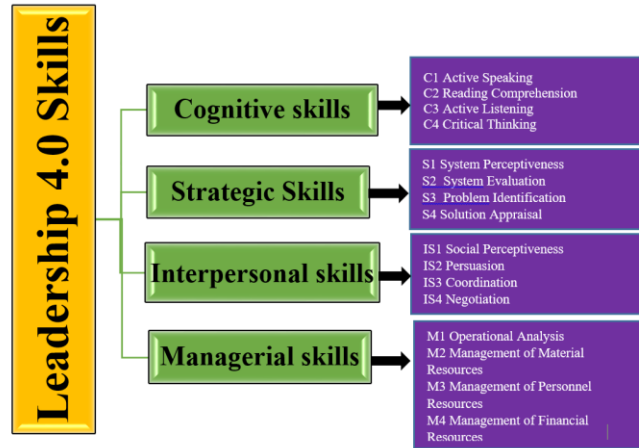 Leadership 4.0 Skills
Cognitive skills
C1 Active Speaking
C2 Reading Comprehension
C3 Active Listening
C4 Critical Thinking
Strategic Skills
S1 System Perceptiveness
S2 System Evaluation
S3 Problem Identification
S4 Solution Appraisal
Interpersonal skills
IS1 Social Perceptiveness
IS2 Persuasion
IS3 Coordination
IS4 Negotiation
Managerial skills
M1 Operational Analysis
M2 Management of Material
Resources
M3 Management of Personnel
Resources
M4 Management of Financial
Resources